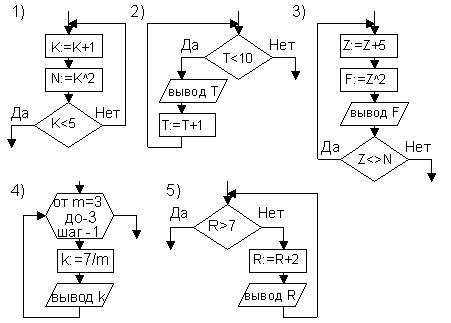 1)
K:=K+1
N:=K^2
Да
Нет
K<5
2)
Да
Нет
T<10
вывод T
T:=T+1
3)
Z:=Z+5
F:=Z^2
вывод F
Да
Нет
Z<>N
4)
от m=3
до-3
шаг -1
k:=7/m
вывод k
5)
Да
Нет
R>7
R:=R+2
вывод R